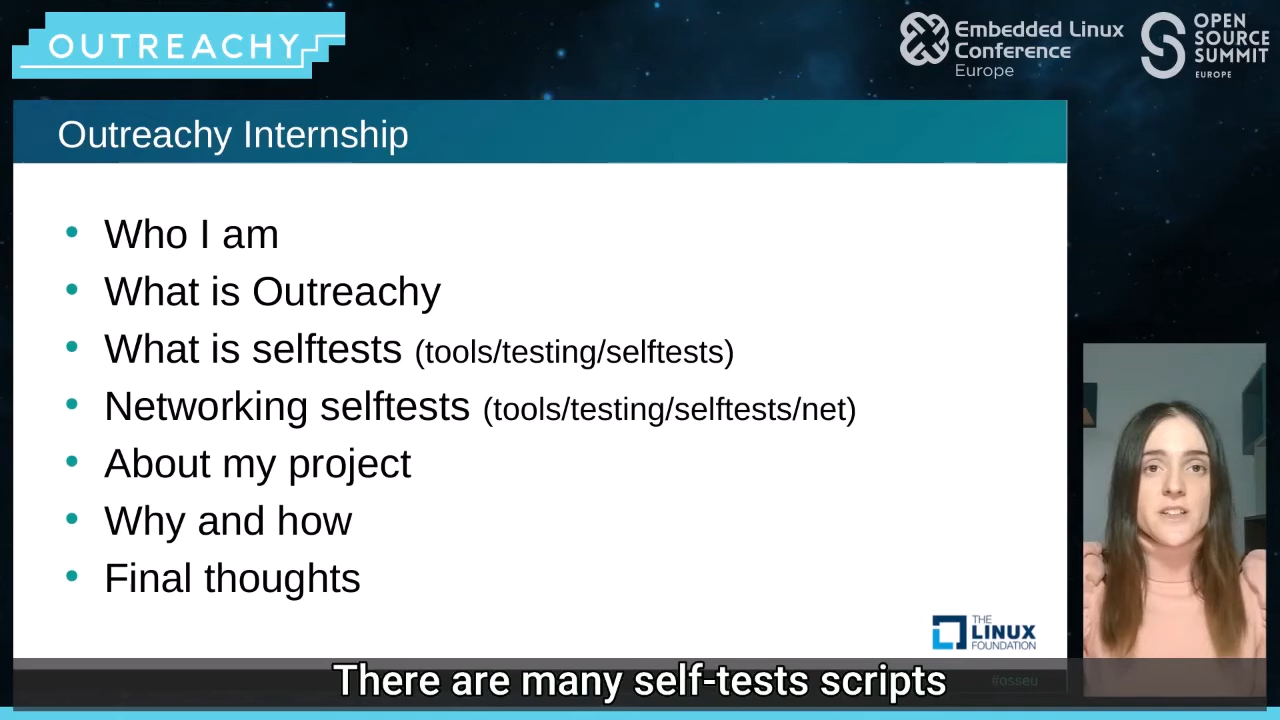 OUTREACHY
Embedded Linux
Conference
Europe
OPEN
SOURCE
SUMMIT
EUROPE
Outreachy Internship
• Who I am
• What is Outreachy
• What is selftests (tools/testing/selftests)
• Networking selftests (tools/testing/selftests/net)
• About my project
• Why and how
• Final thoughts
THE
LINUX
FOUNDATION
There are many self-tests scripts
#osseu